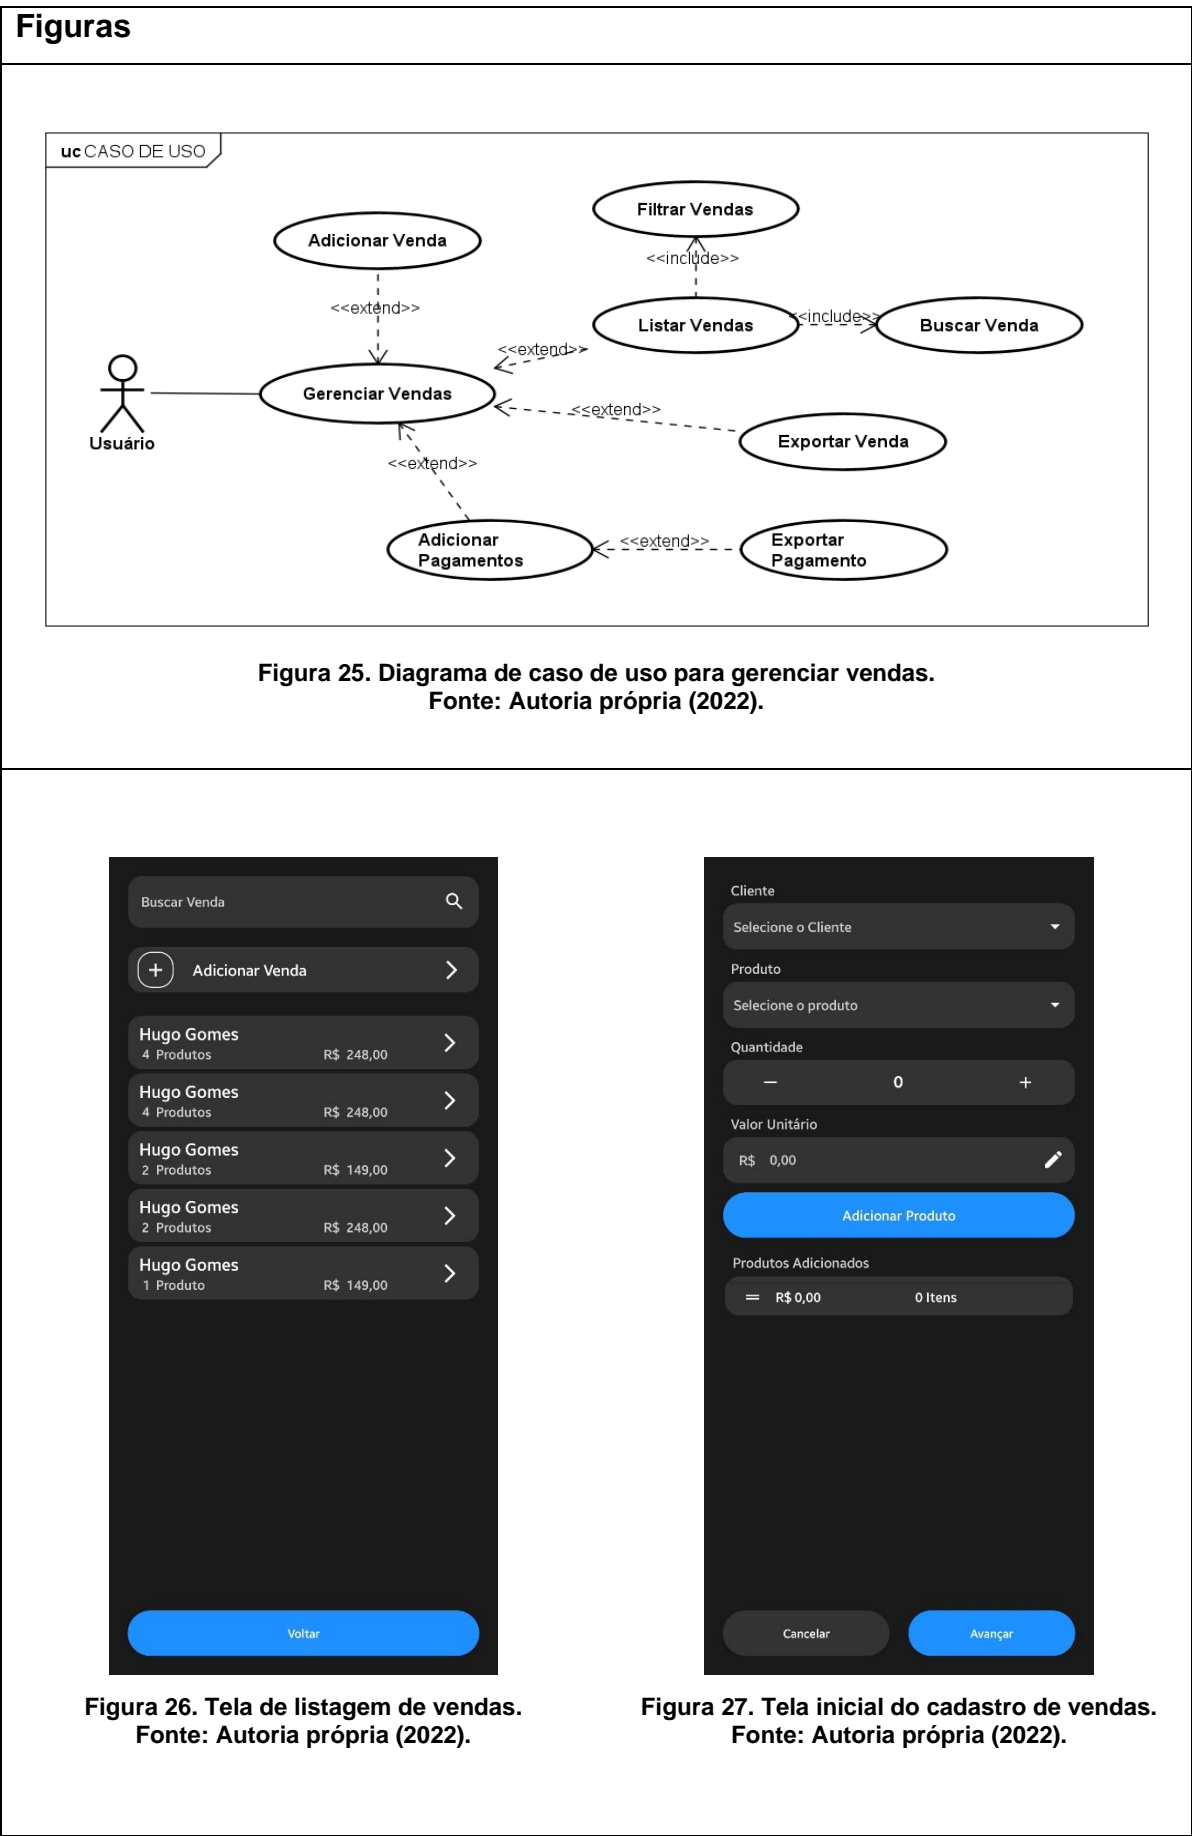 Figuras
uc CASO DE USO
Filtrar Vendas
Adicionar Venda
<<include>>
<<extend>>
Listar Vendas
<<include>>
Buscar Venda
<<extend>>
Gerenciar Vendas
<<extend>>
Exportar Venda
Usuário
<<extend>>
Adicionar
Pagamentos
<<extend>>
Exportar
Pagamento
Figura 25. Diagrama de caso de uso para gerenciar vendas.
Fonte: Autoria própria (2022).
Buscar Venda
Adicionar Venda
Hugo Gomes
4 Produtos R$ 248,00
Hugo Gomes
4 Produtos R$ 248,00
Hugo Gomes
2 Produtos R$ 149,00
Hugo Gomes
2 Produtos R$ 248,00
Hugo Gomes
1 Produto R$ 149,00
Voltar
Figura 26. Tela de listagem de vendas.
Fonte: Autoria própria (2022).
Cliente
Selecione o Cliente
Produto
Selecione o produto
Quantidade
— 0 +
Valor Unitário
R$ 0,00
Adicionar Produto
Produtos Adicionados
R$ 0,00 0 Itens
Cancelar Avançar
Figura 27. Tela inicial do cadastro de vendas.
Fonte: Autoria própria (2022).